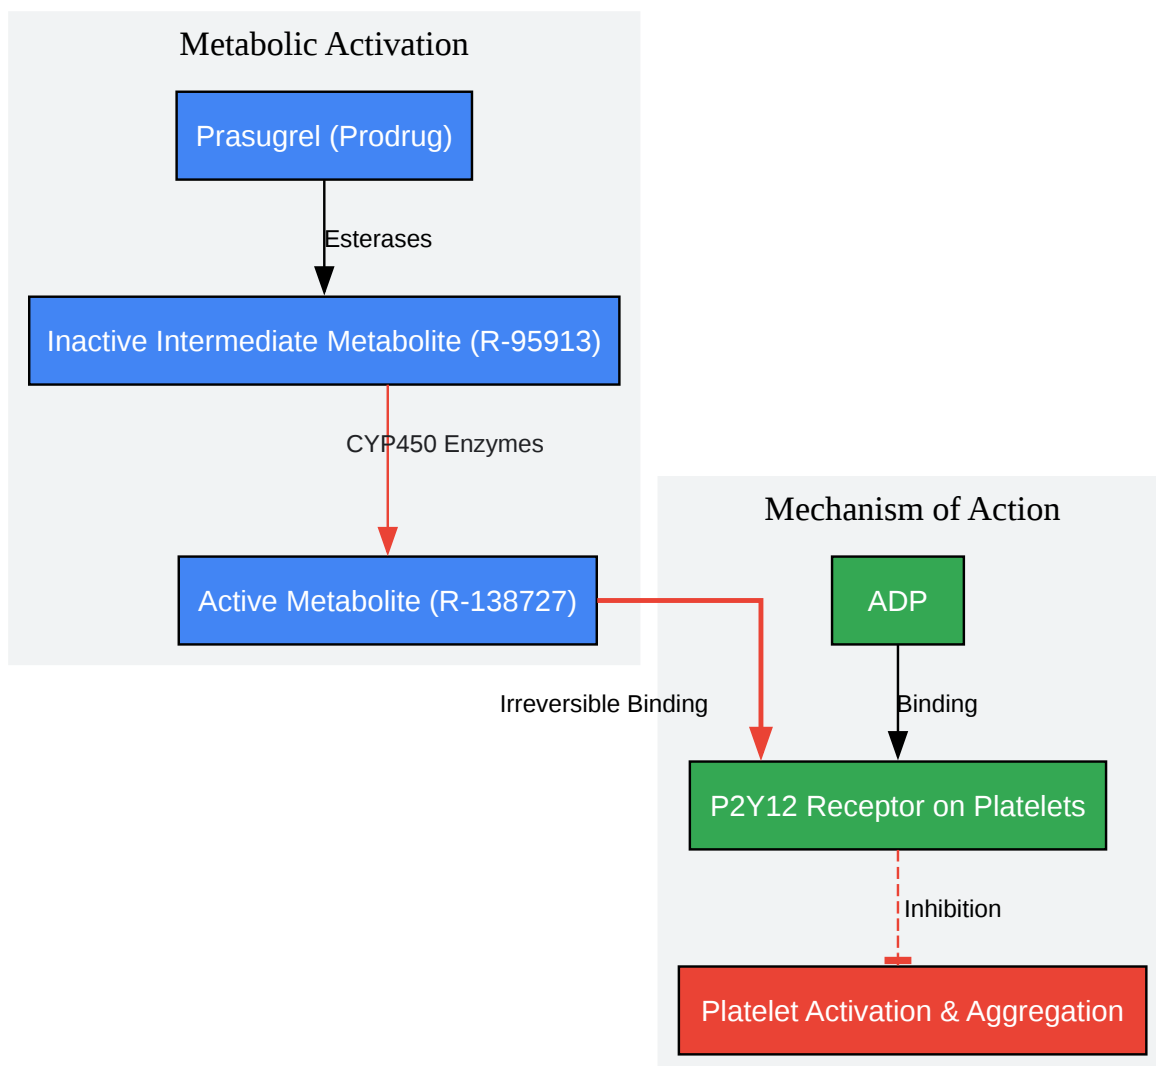 Metabolic Activation
Prasugrel (Prodrug)
Esterases
Inactive Intermediate Metabolite (R-95913)
CYP450 Enzymes
Active Metabolite (R-138727)
Mechanism of Action
ADP
Irreversible Binding
Binding
P2Y12 Receptor on Platelets
Inhibition
Platelet Activation & Aggregation